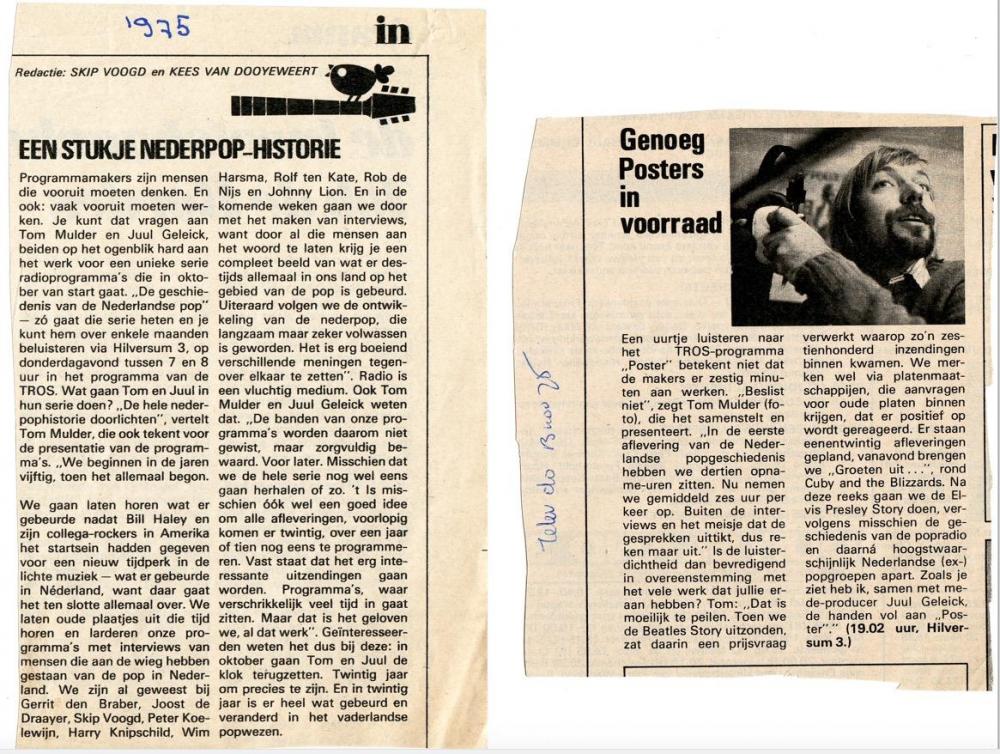 1975
in
Redactie: SKIP VOOGD en KEES VAN DOOYEWEERT
EEN STUKJE NEDERPOP-HISTORIE
Programmamakers zijn mensen
die vooruit moeten denken. En
ook: vaak vooruit moeten wer-
ken. Je kunt dat vragen aan
Tom Mulder en Juul Geleick,
beiden op het ogenblik hard aan
het werk voor een unieke serie
radioprogramma's die in okto-
ber van start gaat. „De geschie-
denis van de Nederlandse pop"
— zó gaat die serie heten en je
kunt hem over enkele maanden
beluisteren via Hilversum 3, op
donderdagavond tussen 7 en 8
uur in het programma van de
TROS. Wat gaan Tom en Juul in
hun serie doen? „De hele neder-
pophistorie doorlichten", vertelt
Tom Mulder, die ook tekent voor
de presentatie van de program-
ma's. „We beginnen in de jaren
vijftig, toen het allemaal begon.
We gaan laten horen wat er
gebeurde nadat Bill Haley en
zijn collega-rockers in Amerika
het startsein hadden gegeven
voor een nieuw tijdperk in de
lichte muziek — wat er gebeurde
in Néderland, want daar gaat
het ten slotte allemaal over. We
laten oude plaatjes uit die tijd
horen en larderen onze pro-
gramma's met interviews van
mensen die aan de wieg hebben
gestaan van de pop in Neder-
land. We zijn al geweest bij
Gerrit den Braber, Joost de
Draayer, Skip Voogd, Peter Koe-
lewijn, Harry Knipschild, Wim
Harsma, Rolf ten Kate, Rob de
Nijs en Johnny Lion. En in de
komende weken gaan we door
met het maken van interviews,
want door al die mensen aan
het woord te laten krijg je een
compleet beeld van wat er des-
tijds allemaal in ons land op het
gebied van de pop is gebeurd.
Uiteraard volgen we de ontwik-
keling van de nederpop, die
langzaam maar zeker volwassen
is geworden. Het is erg boeiend
verschillende meningen tegen-
over elkaar te zetten". Radio is
een vluchtig medium. Ook Tom
Mulder en Juul Geleick weten
dat. „De banden van onze pro-
gramma's worden daarom niet
gewist, maar zorgvuldig be-
waard. Voor later. Misschien dat
we de hele serie nog wel eens
gaan herhalen of zo. 't Is mis-
schien óók wel een goed idee
om alle afleveringen, voorlopig
komen er twintig, over een jaar
of tien nog eens te programme-
ren. Vast staat dat het erg inte-
ressante uitzendingen gaan
worden. Programma's, waar
verschrikkelijk veel tijd in gaat
zitten. Maar dat is het geloven
we, al dat werk". Geïnteresseer-
den weten het dus bij deze: in
oktober gaan Tom en Juul de
klok terugzetten. Twintig jaar
om precies te zijn. En in twintig
jaar is er heel wat gebeurd en
veranderd in het vaderlandse
popwezen.
Genoeg
Posters
in
voorraad
Een uurtje luisteren naar
het TROS-programma
„Poster" betekent niet dat
de makers er zestig minu-
ten aan werken. „Beslist
niet", zegt Tom Mulder (fo-
to), die het samenstelt en
presenteert. „In de eerste
aflevering van de Neder-
landse popgeschiedenis
hebben we dertien opna-
me-uren zitten. Nu nemen
we gemiddeld zes uur per
keer op. Buiten de inter-
views en het meisje dat de
gesprekken uittikt, dus re-
ken maar uit." Is de luister-
dichtheid dan bevredigend
in overeenstemming met
het vele werk dat jullie er-
aan hebben? Tom: „Dat is
moeilijk te peilen. Toen we
de Beatles Story uitzonden,
zat daarin een prijsvraag
verwerkt waarop zo'n zes-
tienhonderd inzendingen
binnen kwamen. We mer-
ken wel via platenmaat-
schappijen, die aanvragen
voor oude platen binnen
krijgen, dat er positief op
wordt gereageerd. Er staan
eenentwintig afleveringen
gepland, vanavond brengen
we „Groeten uit . . .", rond
Cuby and the Blizzards. Na
deze reeks gaan we de El-
vis Presley Story doen, ver-
volgens misschien de ge-
schiedenis van de popradio
en daarná hoogstwaar-
schijnlijk Nederlandse (ex-)
popgroepen apart. Zoals je
ziet heb ik, samen met me-
de-producer Juul Geleick,
de handen vol aan „Pos-
ter"." (19.02 uur, Hilver-
sum 3.)